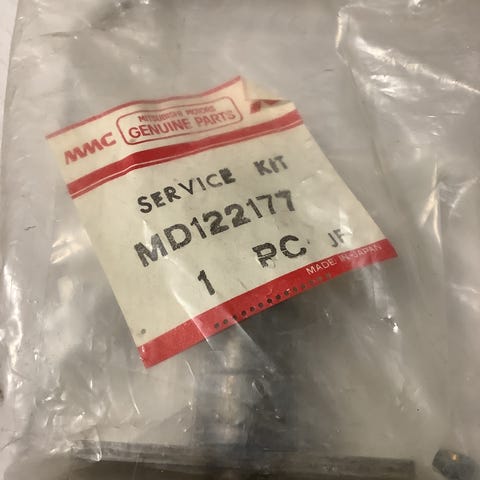 MMC
MITSUBISHI MOTORS
GENUINE PARTS
SERVICE KIT
MD122177
1 PC JF
MADE IN JAPAN